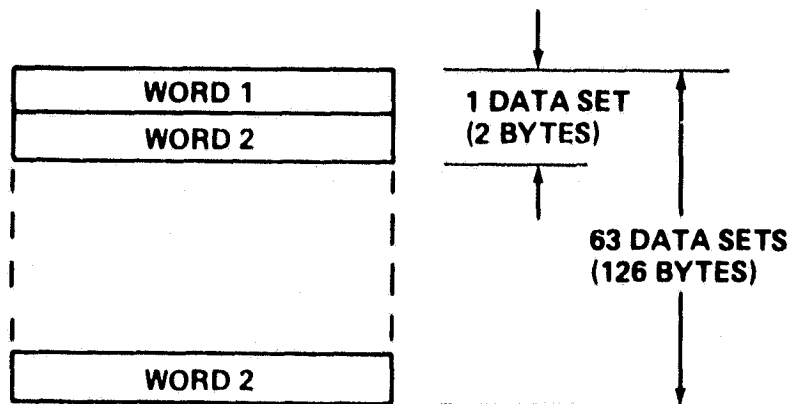 WORD 1
WORD 2
1 DATA SET
(2 BYTES)
63 DATA SETS
(126 BYTES)
WORD 2